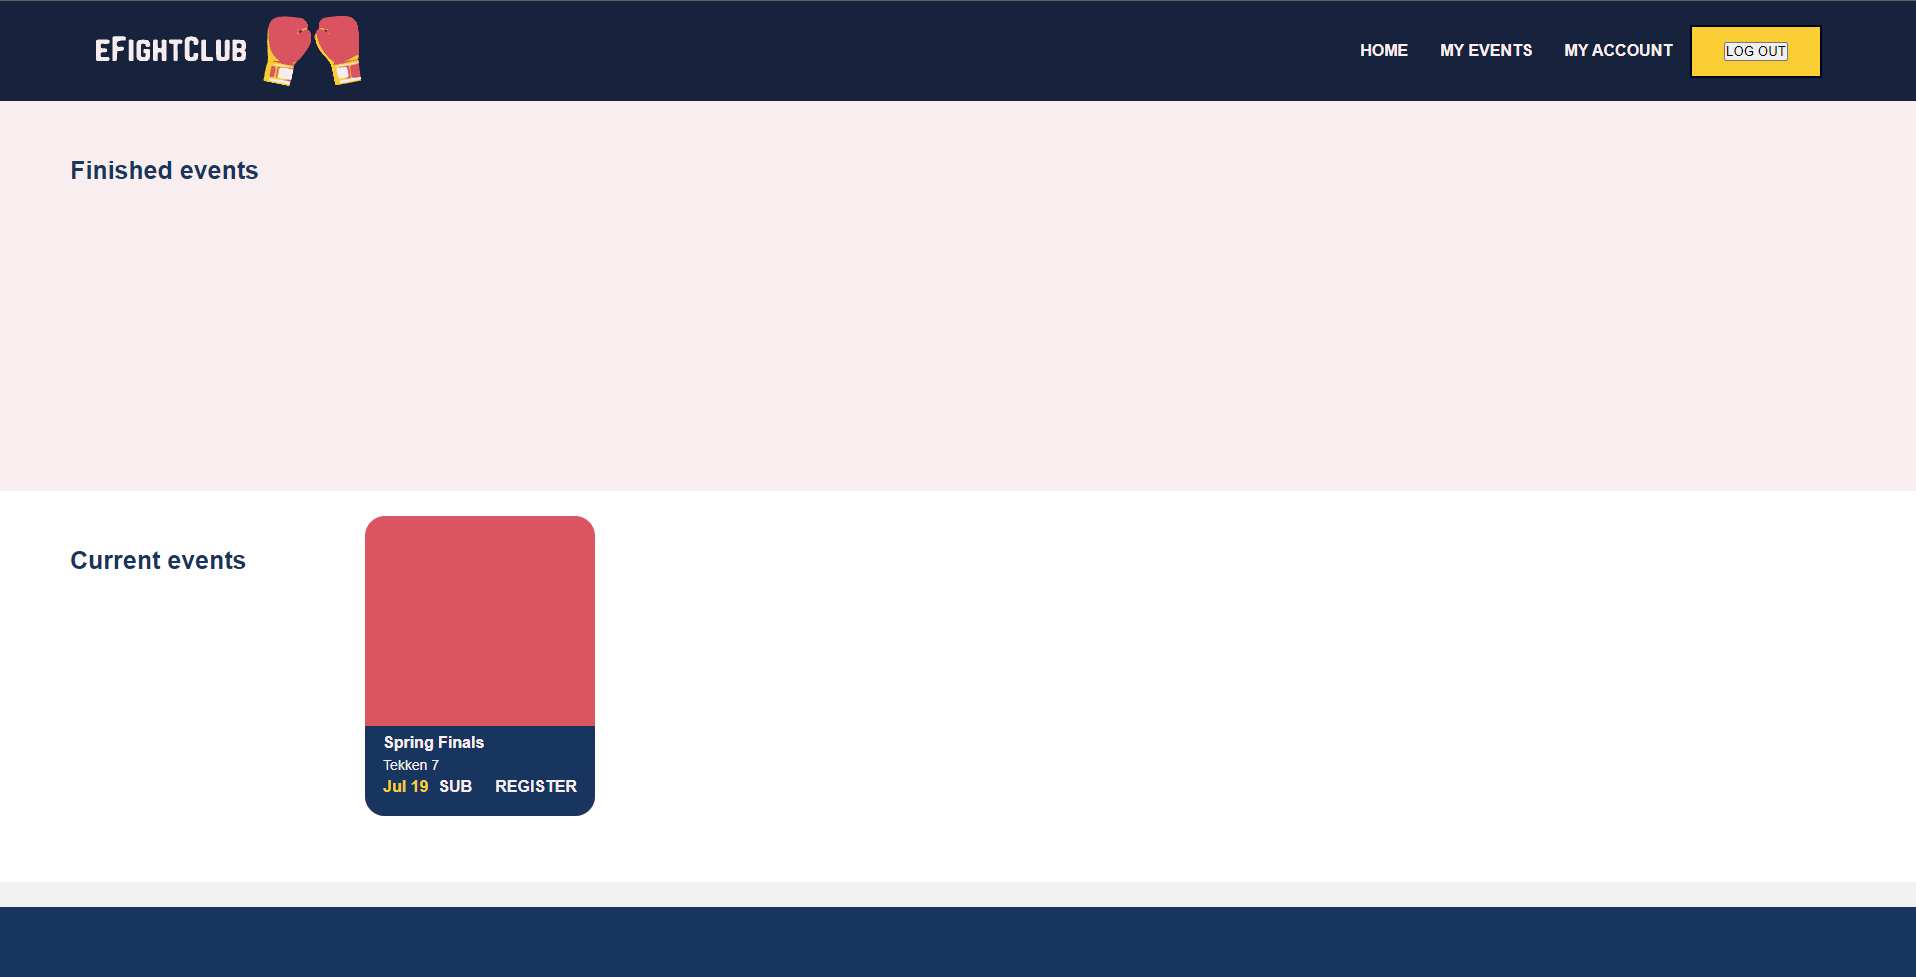 eFightClub
HOME MY EVENTS MY ACCOUNT LOG OUT
Finished events
Current events
Spring Finals
Tekken 7
Jul 19 SUB REGISTER